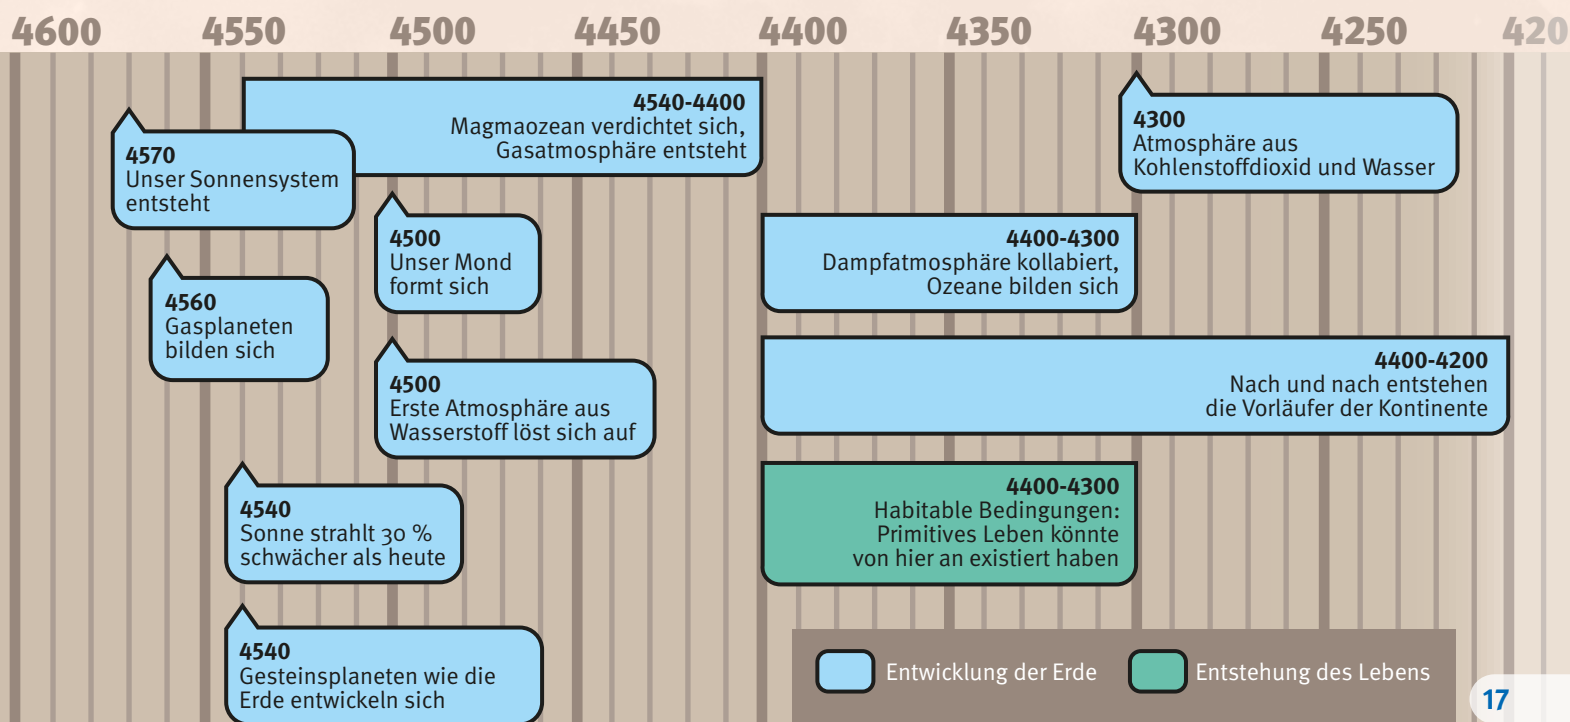 4600 4550 4500 4450 4400 4350 4300 4250 420
4540-4400
Magmaozean verdichtet sich,
Gasatmosphäre entsteht
4300
Atmosphäre aus
Kohlenstoffdioxid und Wasser
4570
Unser Sonnensystem
entsteht
4500
Unser Mond
formt sich
4400-4300
Dampfatmosphäre kollabiert,
Ozeane bilden sich
4560
Gasplaneten
bilden sich
4500
Erste Atmosphäre aus
Wasserstoff löst sich auf
4400-4200
Nach und nach entstehen
die Vorläufer der Kontinente
4540
Sonne strahlt 30 %
schwächer als heute
4400-4300
Habitable Bedingungen:
Primitives Leben könnte
von hier an existiert haben
4540
Gesteinsplaneten wie die
Erde entwickeln sich
Entwicklung der Erde
Entstehung des Lebens
17